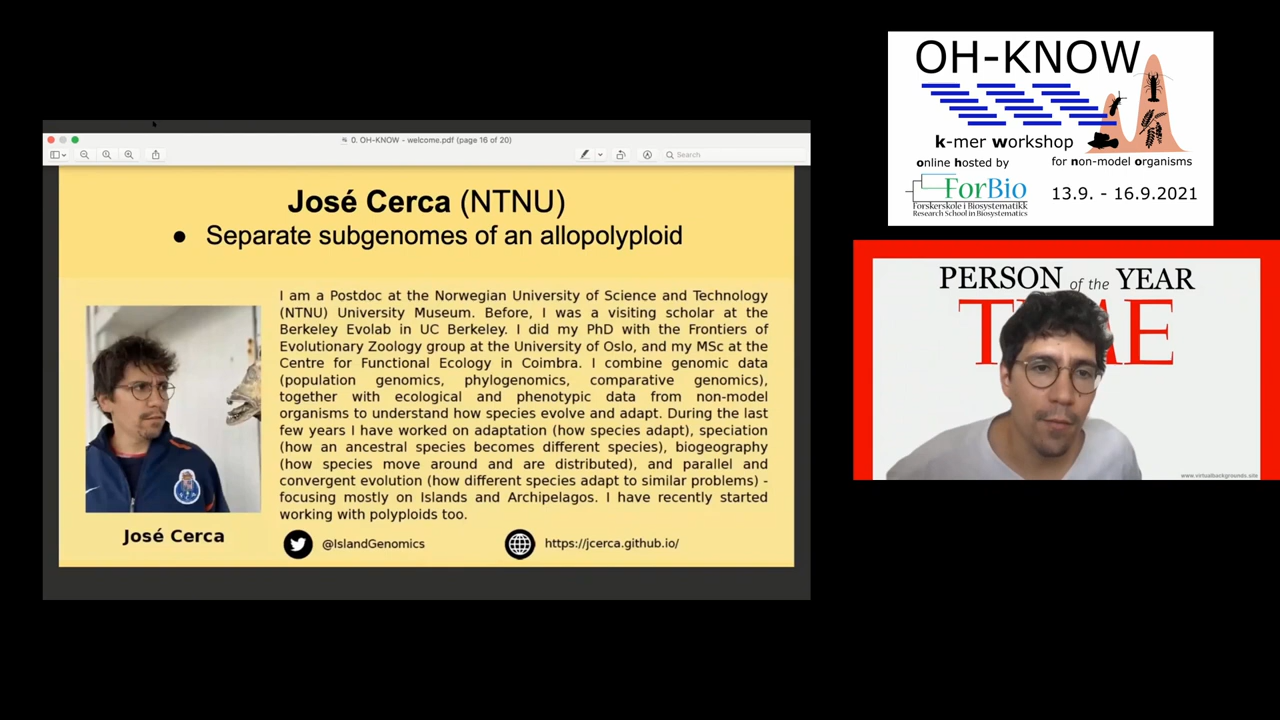 0. OH-KNOW - welcome.pdf (page 16 of 20)
Search
José Cerca (NTNU)
● Separate subgenomes of an allopolyploid
I am a Postdoc at the Norwegian University of Science and Technology
(NTNU) University Museum. Before, I was a visiting scholar at the
Berkeley Evolab in UC Berkeley. I did my PhD with the Frontiers of
Evolutionary Zoology group at the University of Oslo, and my MSc at the
Centre for Functional Ecology in Coimbra. I combine genomic data
(population genomics, phylogenomics, comparative genomics),
together with ecological and phenotypic data from non-model
organisms to understand how species evolve and adapt. During the last
few years I have worked on adaptation (how species adapt), speciation
(how an ancestral species becomes different species), biogeography
(how species move around and are distributed), and parallel and
convergent evolution (how different species adapt to similar problems) -
focusing mostly on Islands and Archipelagos. I have recently started
working with polyploids too.
José Cerca
@IslandGenomics
https://jcerca.github.io/
OH-KNOW
k-mer workshop
online hosted by
for non-model organisms
ForBio
Forskerskole i Biosystematikk
Research School in Biosystematics
13.9. - 16.9.2021
PERSON of the YEAR
www.virtualbackgrounds.site